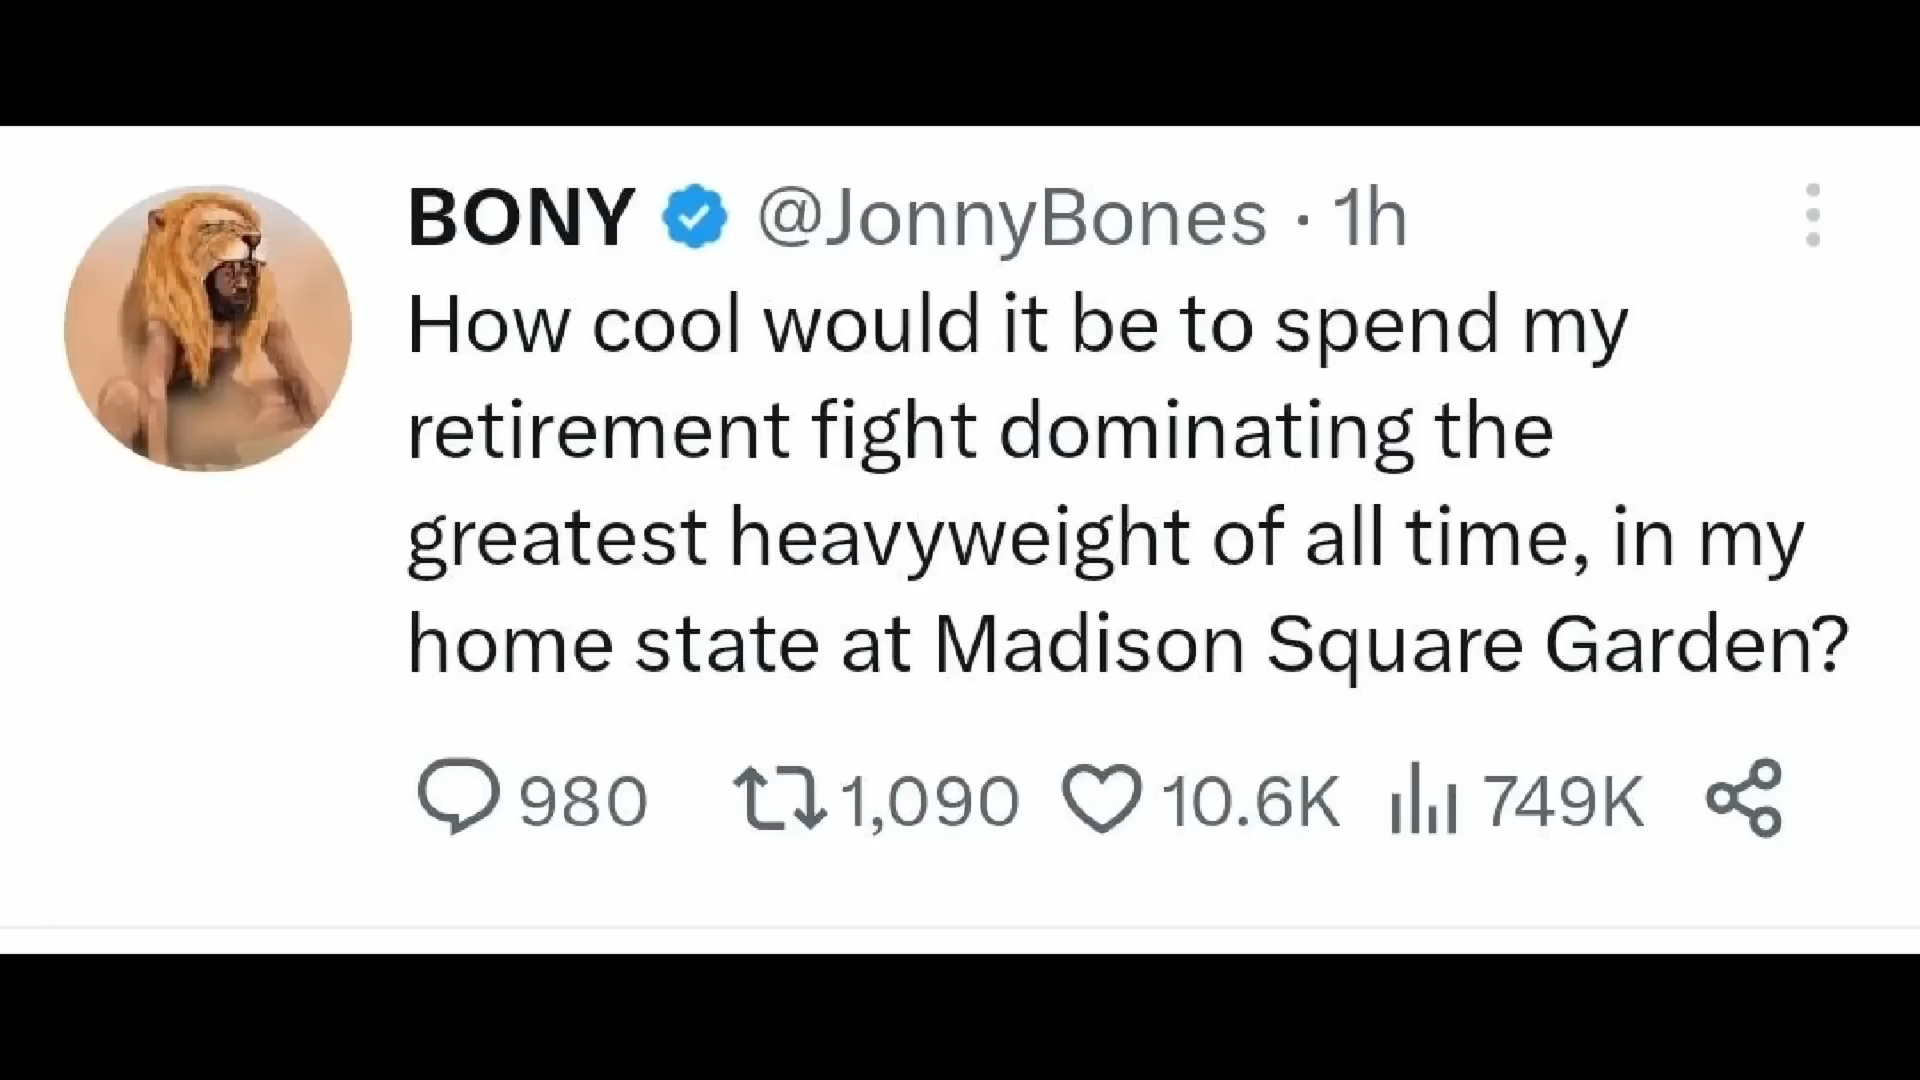 BONY @JonnyBones · 1h
How cool would it be to spend my
retirement fight dominating the
greatest heavyweight of all time, in my
home state at Madison Square Garden?
980 1,090 10.6K 749K